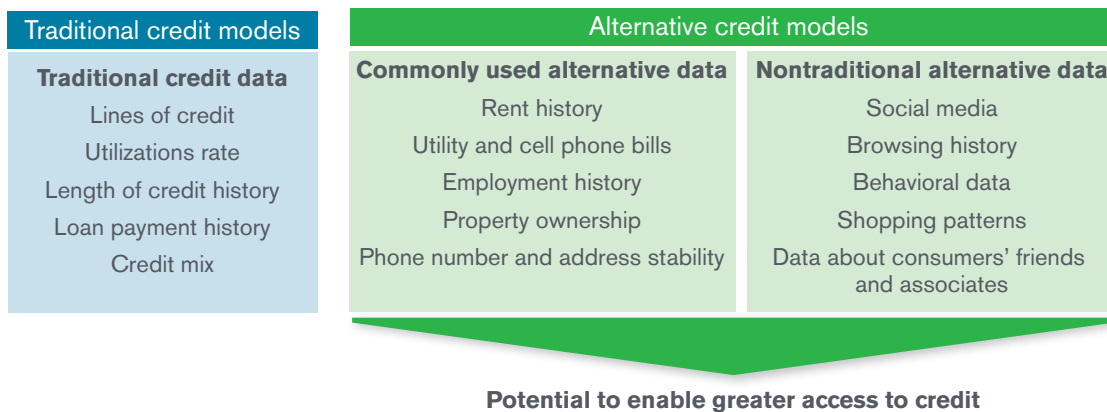 Traditional credit models
Traditional credit data
Lines of credit
Utilizations rate
Length of credit history
Loan payment history
Credit mix
Alternative credit models
Commonly used alternative data
Rent history
Utility and cell phone bills
Employment history
Property ownership
Phone number and address stability
Nontraditional alternative data
Social media
Browsing history
Behavioral data
Shopping patterns
Data about consumers’ friends
and associates
Potential to enable greater access to credit